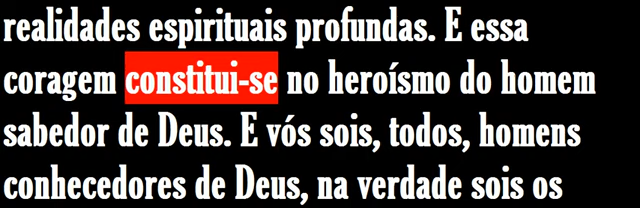 realidades espirituais profundas. E essa
coragem constitui-se no heroísmo do homem
sabedor de Deus. E vós sois, todos, homens
conhecedores de Deus, na verdade sois os